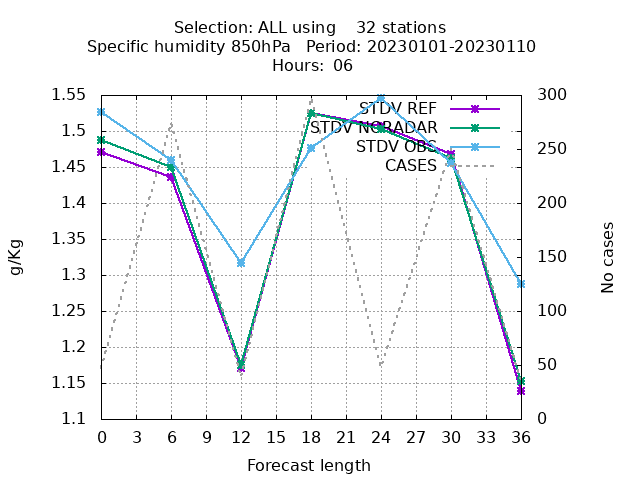 Selection: ALL using 32 stations
Specific humidity 850hPa Period: 20230101-20230110
Hours: 06
1.55
1.5
1.45
1.4
1.35
1.3
1.25
1.2
1.15
1.1
g/Kg
STDV REF
STDV NORADAR
STDV OBS
CASES
300
250
200
150
100
50
0
No cases
0 3 6 9 12 15 18 21 24 27 30 33 36
Forecast length